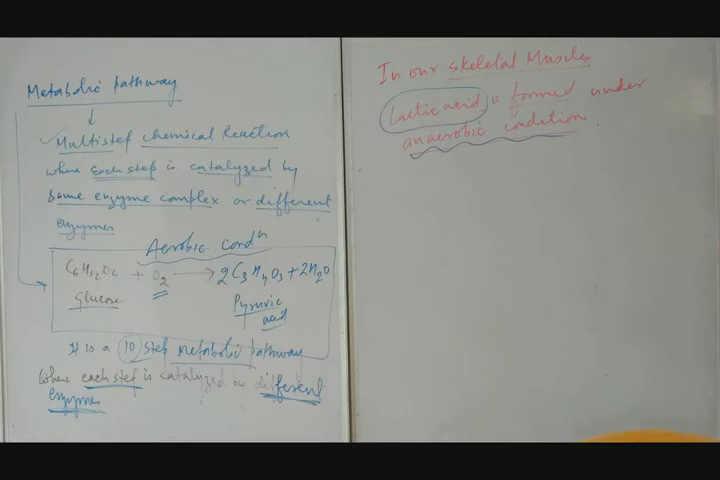 Metabolic pathway
Multistep chemical Reaction
where each step is catalyzed by
same enzyme complex or different
enzymes
Aerobic condⁿ
C6H12O6 + O2 → 2C3H4O3 + 2H2O
Glucose
Pyruvic
acid
It is a 10 step metabolic pathway
where each step is catalyzed by different
enzymes
In our skeletal Muscles
Lactic acid is formed under
anaerobic condition.